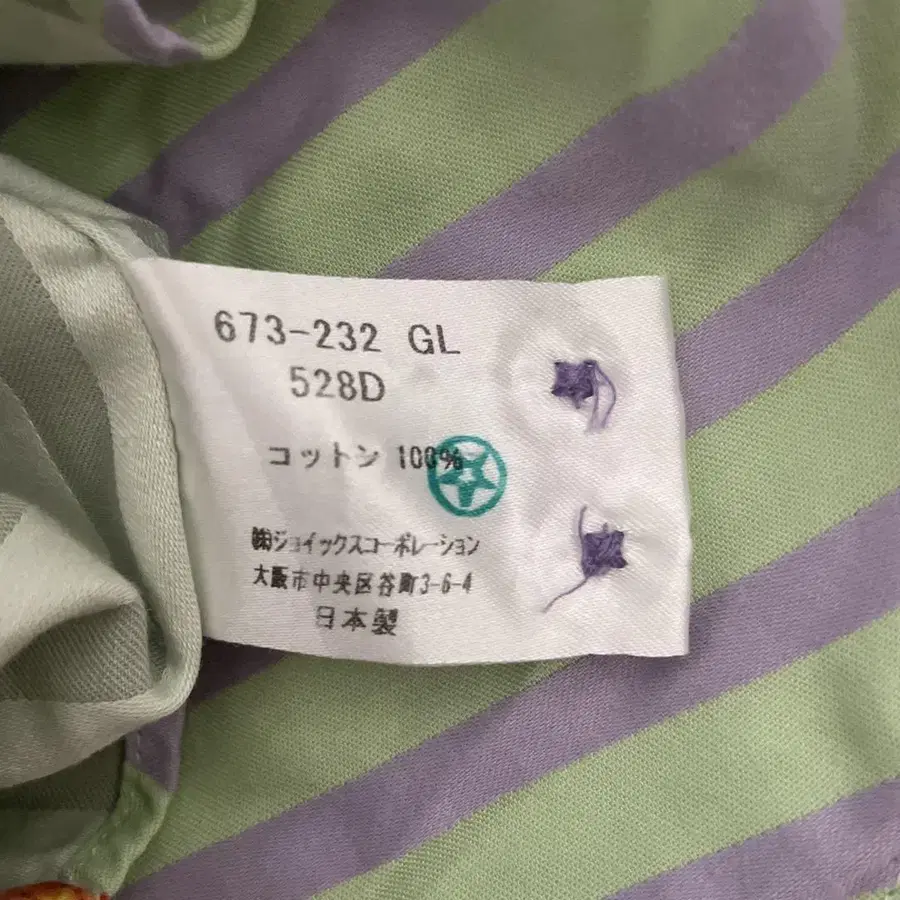 673-232 GL
528D
コットン 100%
㈱ジョイックスコーポレーション
大阪市中央区谷町3-6-4
日本製